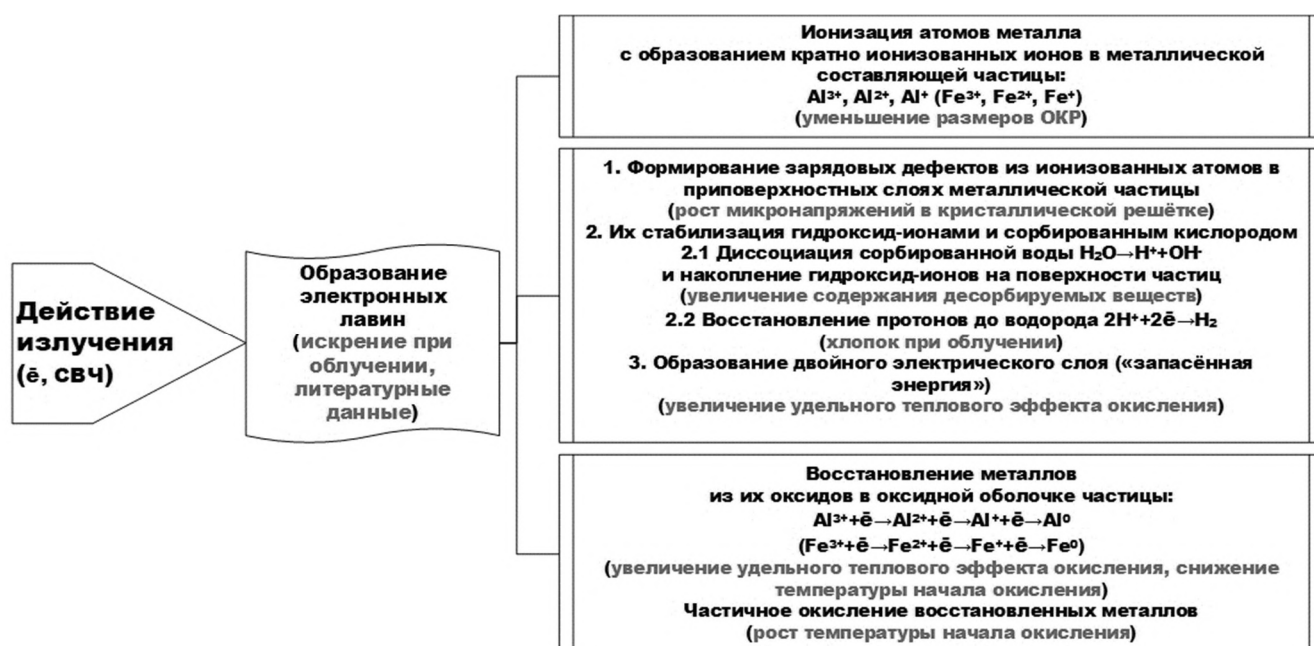 Действие
излучения
(ē, СВЧ)
Образование
электронных
лавин
(искрение при
облучении,
литературные
данные)
Ионизация атомов металла
с образованием кратно ионизованных ионов в металлической
составляющей частицы:
Al³⁺, Al²⁺, Al⁺ (Fe³⁺, Fe²⁺, Fe⁺)
(уменьшение размеров ОКР)
1. Формирование зарядовых дефектов из ионизованных атомов в
приповерхностных слоях металлической частицы
(рост микронапряжений в кристаллической решётке)
2. Их стабилизация гидроксид-ионами и сорбированным кислородом
2.1 Диссоциация сорбированной воды H₂O→H⁺+OH⁻
и накопление гидроксид-ионов на поверхности частиц
(увеличение содержания десорбируемых веществ)
2.2 Восстановление протонов до водорода 2H⁺+2ē→H₂
(хлопок при облучении)
3. Образование двойного электрического слоя («запасённая
энергия»)
(увеличение удельного теплового эффекта окисления)
Восстановление металлов
из их оксидов в оксидной оболочке частицы:
Al³⁺+ē→Al²⁺+ē→Al⁺+ē→Al⁰
(Fe³⁺+ē→Fe²⁺+ē→Fe⁺+ē→Fe⁰)
(увеличение удельного теплового эффекта окисления, снижение
температуры начала окисления)
Частичное окисление восстановленных металлов
(рост температуры начала окисления)